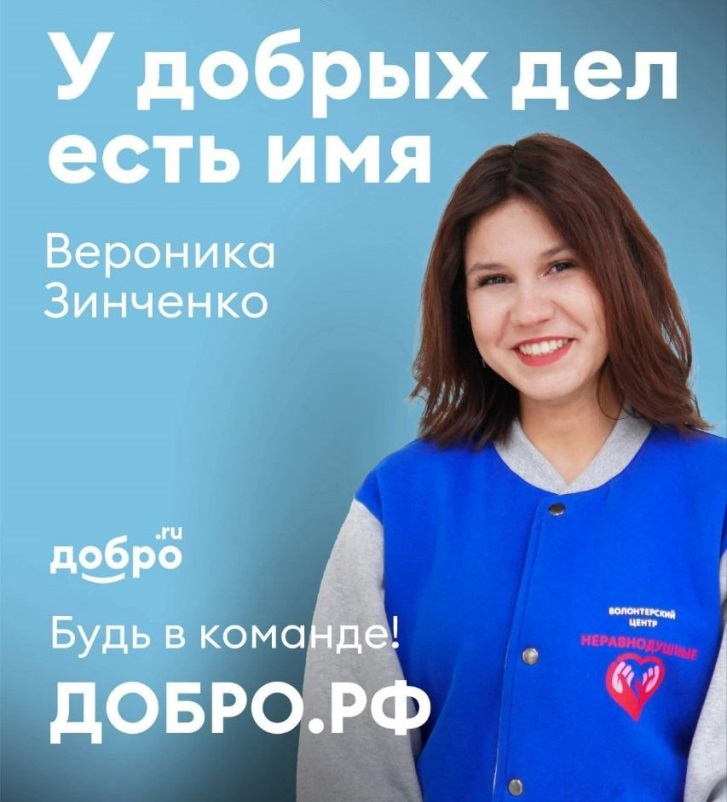 У добрых дел
есть имя
Вероника
Зинченко
.ru
добро
Будь в команде!
ДОБРО.РФ
ВОЛОНТЕРСКИЙ
ЦЕНТР
НЕРАВНОДУШНЫЕ